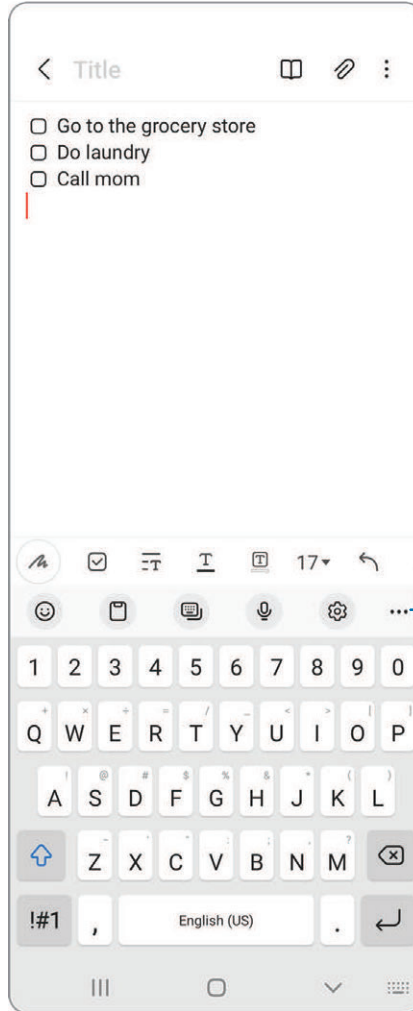 Title
Go to the grocery store
Do laundry
Call mom
T T T 17
1 2 3 4 5 6 7 8 9 0
Q W E R T Y U I O P
! @ # $ % & * ( )
A S D F G H J K L
Z X C V B N M
!#1 , English (US) .